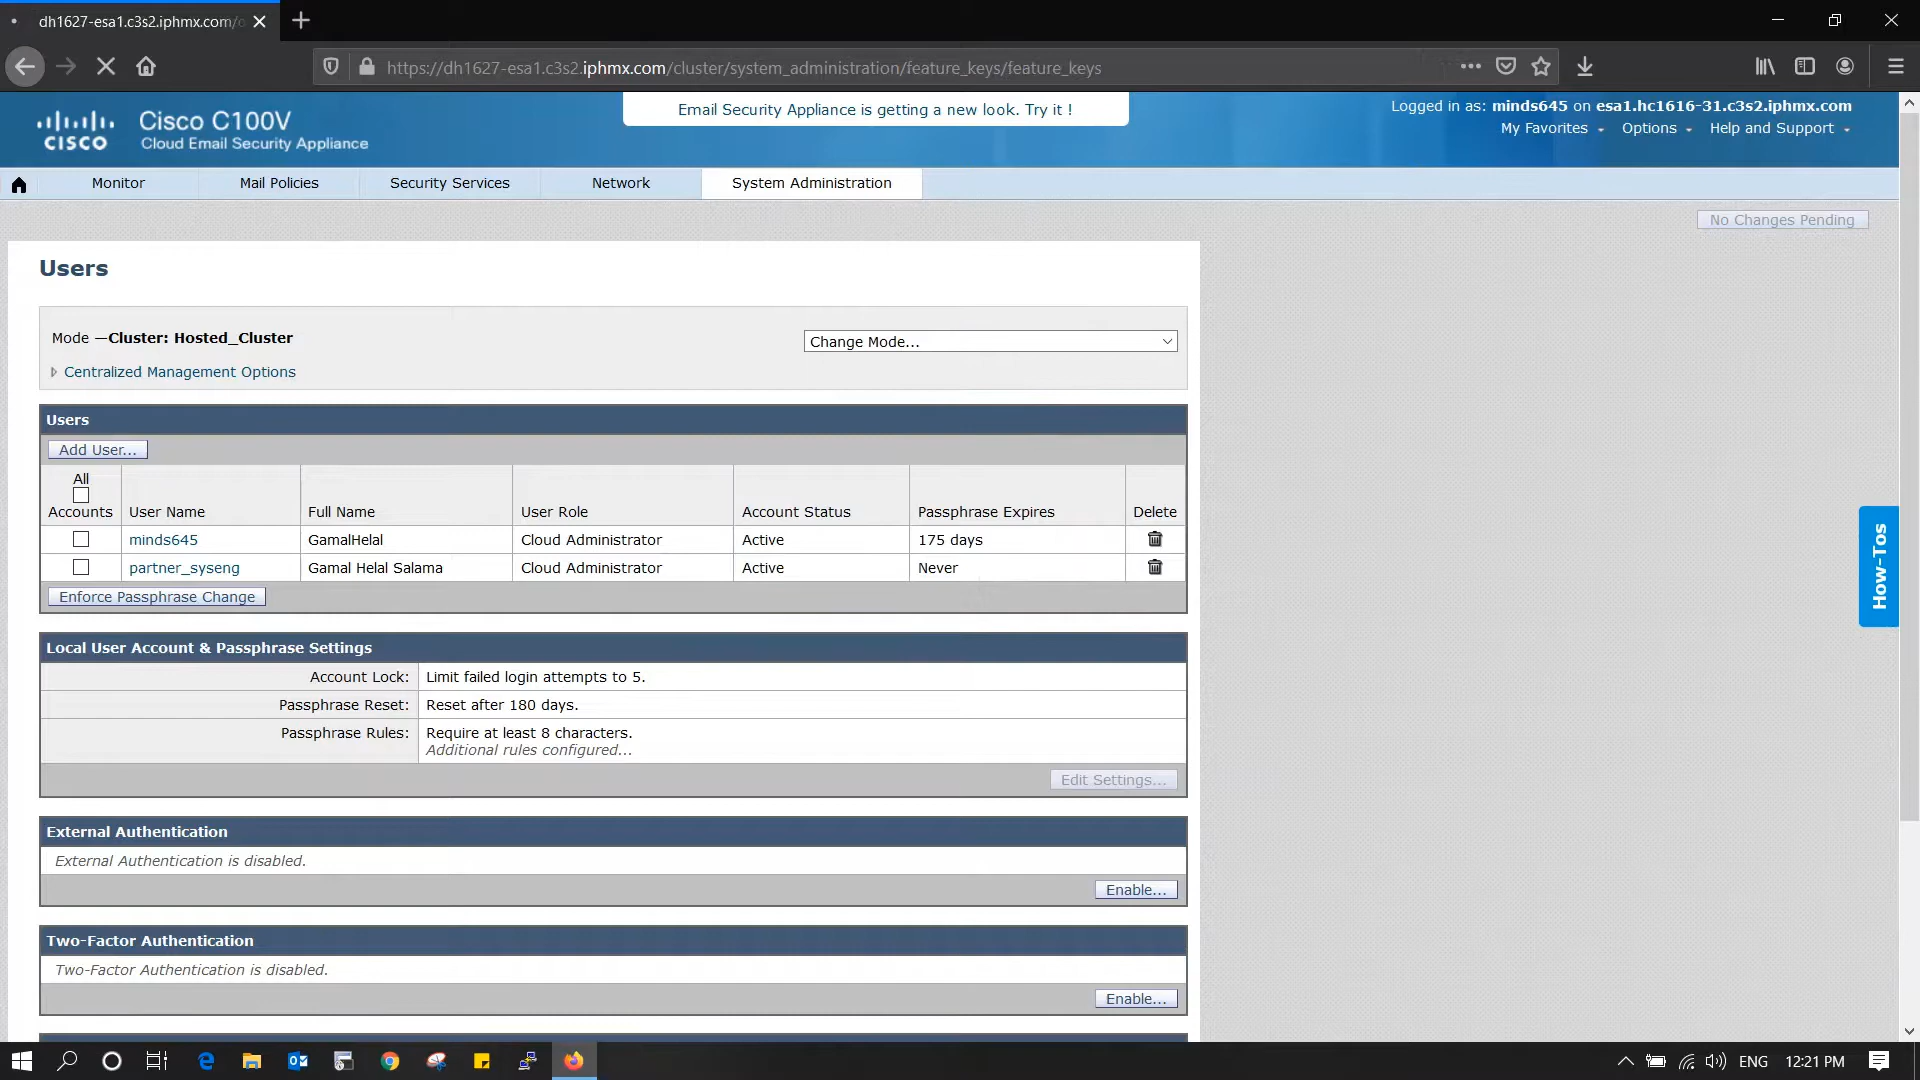 dh1627-esa1.c3s2.iphmx.com/
https://dh1627-esa1.c3s2.iphmx.com/cluster/system_administration/feature_keys/feature_keys
CISCO
Cisco C100V
Cloud Email Security Appliance
Email Security Appliance is getting a new look. Try it !
Logged in as: minds645 on esa1.hc1616-31.c3s2.iphmx.com
My Favorites Options Help and Support
Monitor Mail Policies Security Services Network System Administration
No Changes Pending
Users
Mode —Cluster: Hosted_Cluster
Change Mode...
Centralized Management Options
Users
Add User...
All
Accounts User Name Full Name User Role Account Status Passphrase Expires Delete
minds645 GamalHelal Cloud Administrator Active 175 days
partner_syseng Gamal Helal Salama Cloud Administrator Active Never
Enforce Passphrase Change
How-Tos
Local User Account & Passphrase Settings
Account Lock: Limit failed login attempts to 5.
Passphrase Reset: Reset after 180 days.
Passphrase Rules: Require at least 8 characters.
Additional rules configured...
Edit Settings...
External Authentication
External Authentication is disabled.
Enable...
Two-Factor Authentication
Two-Factor Authentication is disabled.
Enable...
ENG 12:21 PM